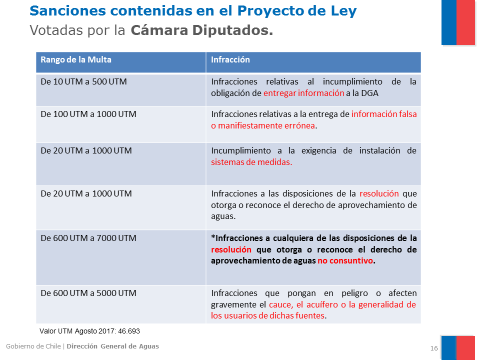 Sanciones contenidas en el Proyecto de Ley
Votadas por la Cámara Diputados.
Rango de la Multa
Infracción
De 10 UTM a 500 UTM
Infracciones relativas al incumplimiento de la
obligación de entregar información a la DGA
De 100 UTM a 1000 UTM
Infracciones relativas a la entrega de información falsa
o manifiestamente errónea.
De 20 UTM a 1000 UTM
Incumplimiento a la exigencia de instalación de
sistemas de medidas.
De 20 UTM a 1000 UTM
Infracciones a las disposiciones de la resolución que
otorga o reconoce el derecho de aprovechamiento de
aguas.
De 600 UTM a 7000 UTM
*Infracciones a cualquiera de las disposiciones de la
resolución que otorga o reconoce el derecho de
aprovechamiento de aguas no consuntivo.
De 600 UTM a 5000 UTM
Infracciones que pongan en peligro o afecten
gravemente el cauce, el acuífero o la generalidad de
los usuarios de dichas fuentes.
Valor UTM Agosto 2017: 46.693
Gobierno de Chile | Dirección General de Aguas
16